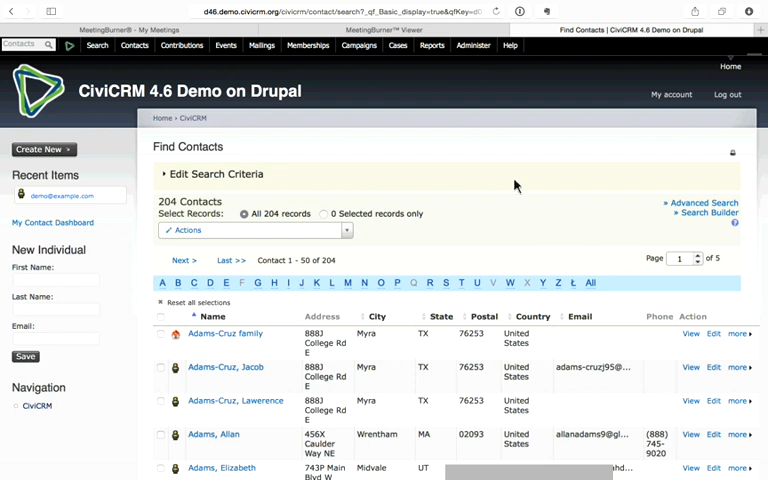 d46.demo.civicrm.org/civicrm/contact/search?_qf_Basic_display=true&qfKey=d0
MeetingBurner® - My Meetings
MeetingBurner™ Viewer
Find Contacts | CiviCRM 4.6 Demo on Drupal
Contacts
Search Contacts Contributions Events Mailings Memberships Campaigns Cases Reports Administer Help
Home
CiviCRM 4.6 Demo on Drupal
My account Log out
Home › CiviCRM
Create New
Recent Items
demo@example.com
My Contact Dashboard
New Individual
First Name:
Last Name:
Email:
Save
Navigation
CiviCRM
Find Contacts
Edit Search Criteria
204 Contacts
Select Records: All 204 records 0 Selected records only
Actions
» Advanced Search
» Search Builder
Next > Last >> Contact 1 - 50 of 204
Page 1 of 5
A B C D E F G H I J K L M N O P Q R S T U V W X Y Z Ł All
Reset all selections
Name Address City State Postal Country Email Phone Action
Adams-Cruz family 888J College Rd E Myra TX 76253 United States View Edit more
Adams-Cruz, Jacob 888J College Rd E Myra TX 76253 United States adams-cruzj95@... View Edit more
Adams-Cruz, Lawerence 888J College Rd E Myra TX 76253 United States View Edit more
Adams, Allan 456X Caulder Way NE Wrentham MA 02093 United States allanadams9@gl... (888) 745-9020 View Edit more
Adams, Elizabeth 743P Main Blvd W Midvale UT View Edit more